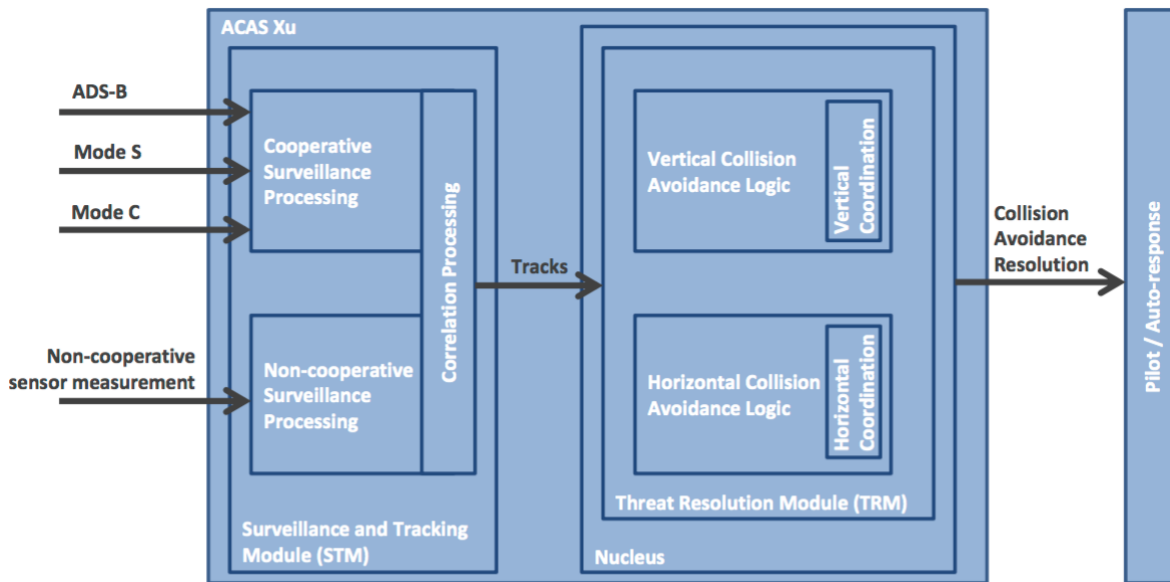 ACAS Xu
ADS-B
Mode S
Mode C
Non-cooperative
sensor measurement
Cooperative
Surveillance
Processing
Non-cooperative
Surveillance
Processing
Correlation Processing
Surveillance and Tracking
Module (STM)
Tracks
Vertical Collision
Avoidance Logic
Vertical
Coordination
Horizontal Collision
Avoidance Logic
Horizontal
Coordination
Threat Resolution Module (TRM)
Nucleus
Collision
Avoidance
Resolution
Pilot / Auto-response